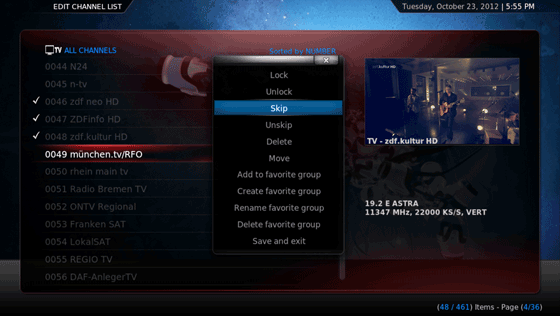 EDIT CHANNEL LIST
Tuesday, October 23, 2012 | 5:55 PM
TV ALL CHANNELS
Sorted by NUMBER
0044 N24
0045 n-tv
0046 zdf neo HD
0047 ZDFinfo HD
0048 zdf.kultur HD
0049 münchen.tv/RFO
0050 rhein main tv
0051 Radio Bremen TV
0052 ONTV Regional
0053 Franken SAT
0054 LokalSAT
0055 REGIO TV
0056 DAF-AnlegerTV
Lock
Unlock
Skip
Unskip
Delete
Move
Add to favorite group
Create favorite group
Rename favorite group
Delete favorite group
Save and exit
TV - zdf.kultur HD
19.2 E ASTRA
11347 MHz, 22000 KS/S, VERT
(48 / 461) Items - Page (4/36)